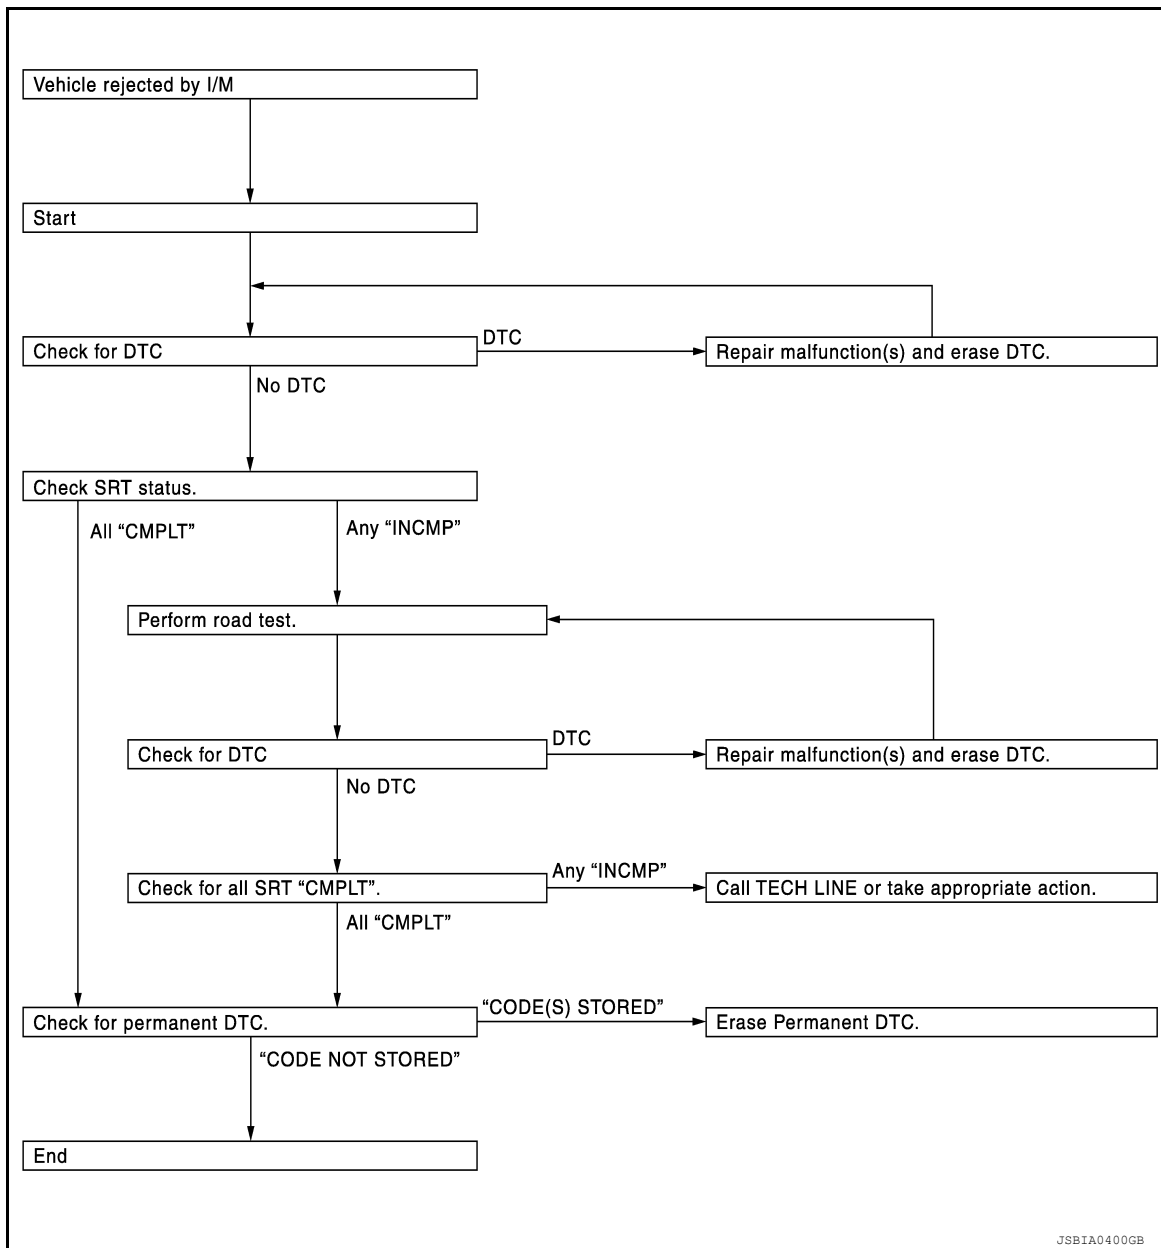 Vehicle rejected by I/M
Start
Check for DTC
DTC
Repair malfunction(s) and erase DTC.
No DTC
Check SRT status.
All “CMPLT”
Any “INCMP”
Perform road test.
Check for DTC
DTC
Repair malfunction(s) and erase DTC.
No DTC
Check for all SRT “CMPLT”.
Any “INCMP”
Call TECH LINE or take appropriate action.
All “CMPLT”
Check for permanent DTC.
“CODE(S) STORED”
Erase Permanent DTC.
“CODE NOT STORED”
End
JSBIA0400GB